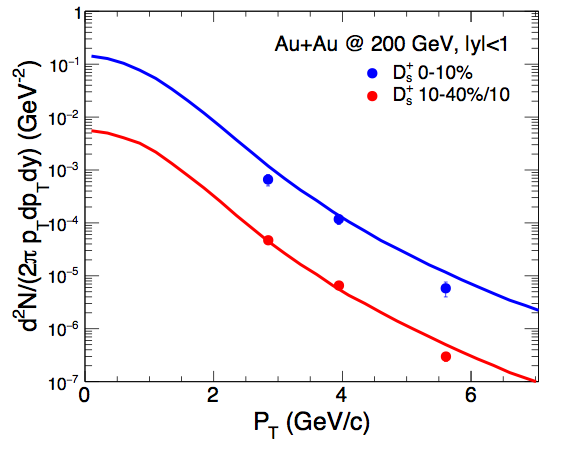 Au+Au @ 200 GeV, |y|<1
D_s^+ 0-10%
D_s^+ 10-40%/10
d^2N/(2π p_T dp_T dy) (GeV^-2)
1
10^-1
10^-2
10^-3
10^-4
10^-5
10^-6
10^-7
0 2 4 6
P_T (GeV/c)